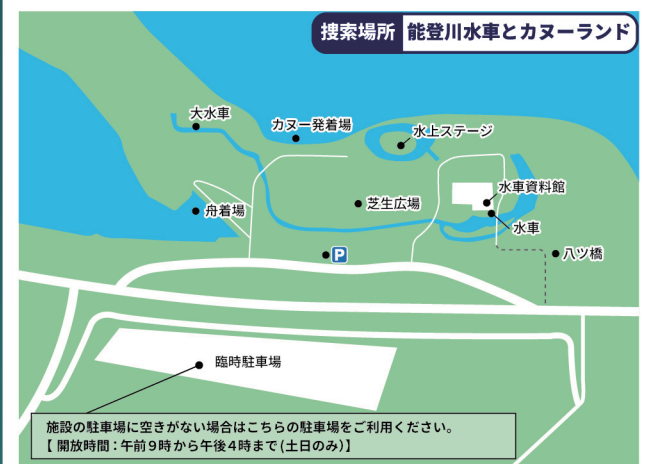 捜索場所 能登川水車とカヌーランド
大水車
カヌー発着場
水上ステージ
水車資料館
芝生広場
舟着場
水車
八ツ橋
P
臨時駐車場
施設の駐車場に空きがない場合はこちらの駐車場をご利用ください。
【 開放時間：午前9時から午後4時まで(土日のみ)】